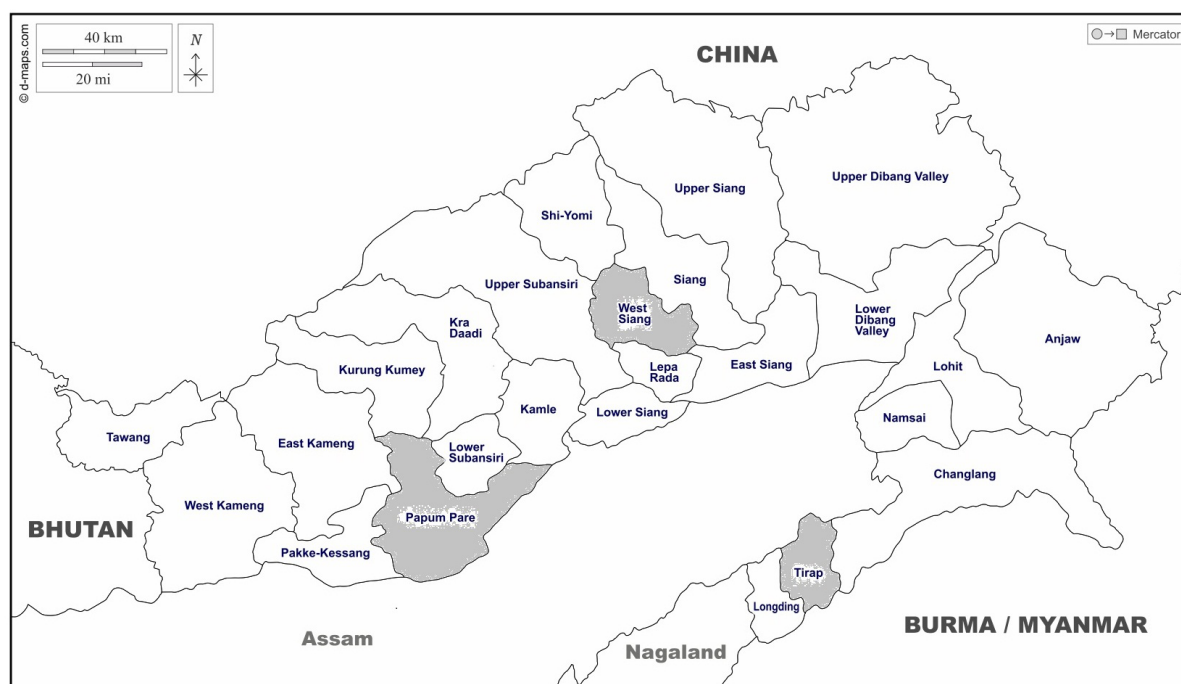 40 km
20 mi
N
© d-maps.com
CHINA
Mercator
Upper Dibang Valley
Upper Siang
Shi-Yomi
Siang
Upper Subansiri
West
Siang
Lower
Dibang
Valley
Kra
Daadi
Anjaw
Kurung Kumey
Lepa
Rada
East Siang
Lohit
Kamle
Lower Siang
Namsai
Tawang
East Kameng
Lower
Subansiri
Changlang
West Kameng
Papum Pare
BHUTAN
Pakke-Kessang
Tirap
Longding
Assam
Nagaland
BURMA / MYANMAR